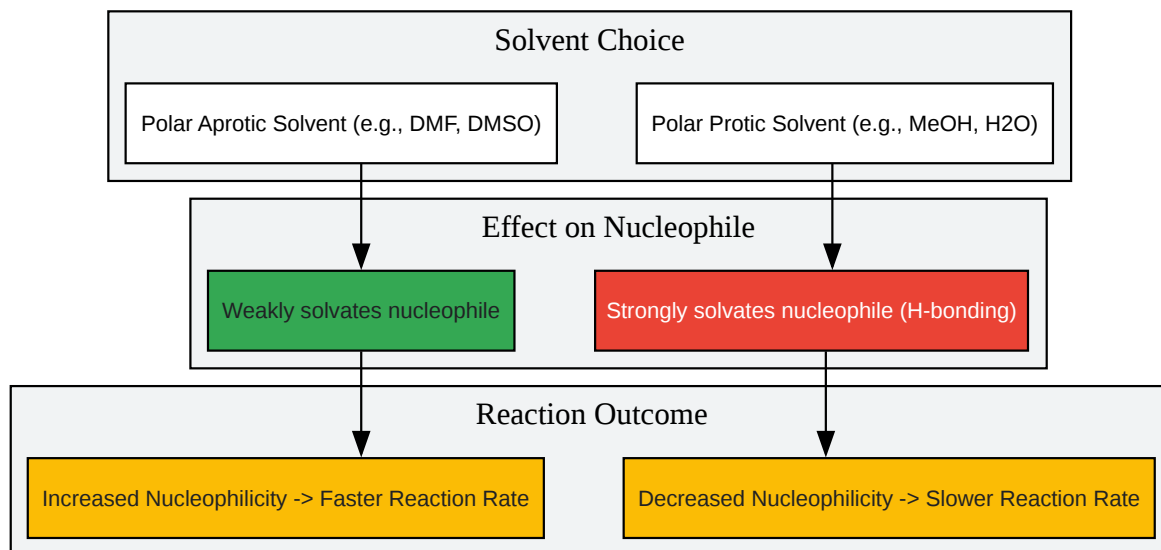 Solvent Choice
Polar Aprotic Solvent (e.g., DMF, DMSO)
Polar Protic Solvent (e.g., MeOH, H2O)
Effect on Nucleophile
Weakly solvates nucleophile
Strongly solvates nucleophile (H-bonding)
Reaction Outcome
Increased Nucleophilicity -> Faster Reaction Rate
Decreased Nucleophilicity -> Slower Reaction Rate